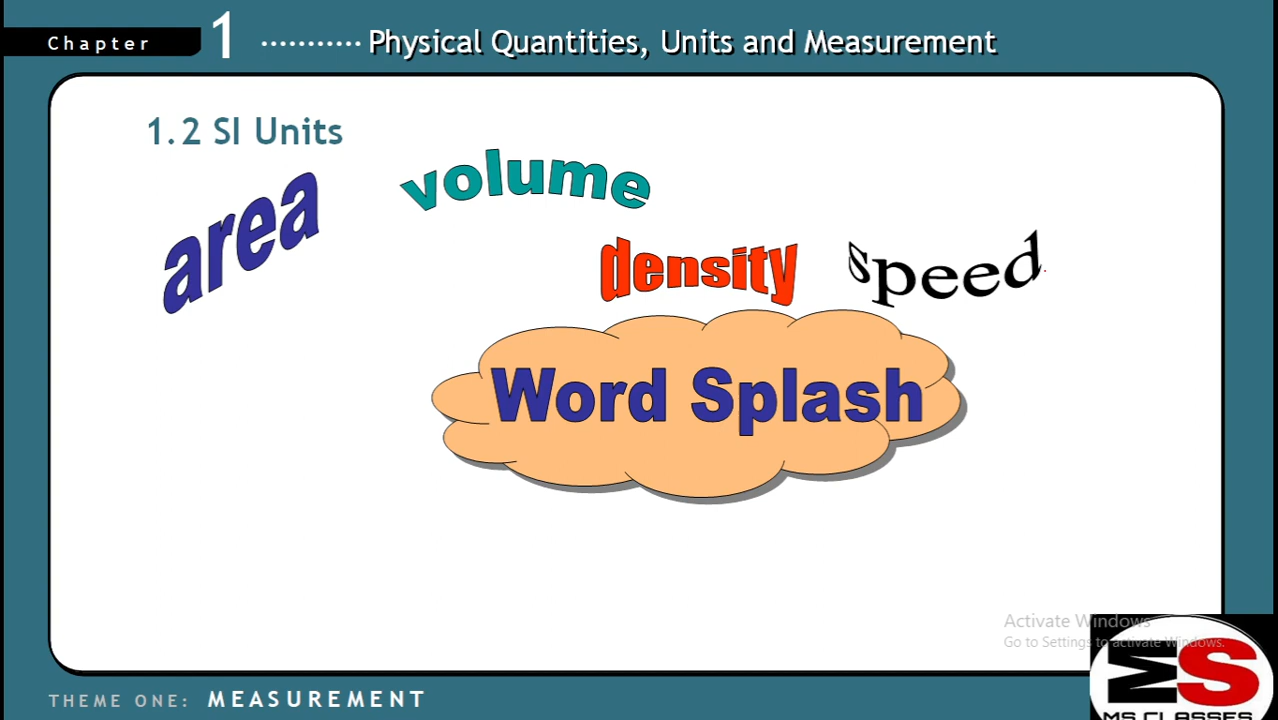 Chapter 1 ........... Physical Quantities, Units and Measurement
1.2 SI Units
area
volume
density
speed
Word Splash
Activate Windows
Go to Settings to activate Windows.
MS
MS CLASSES
THEME ONE: MEASUREMENT